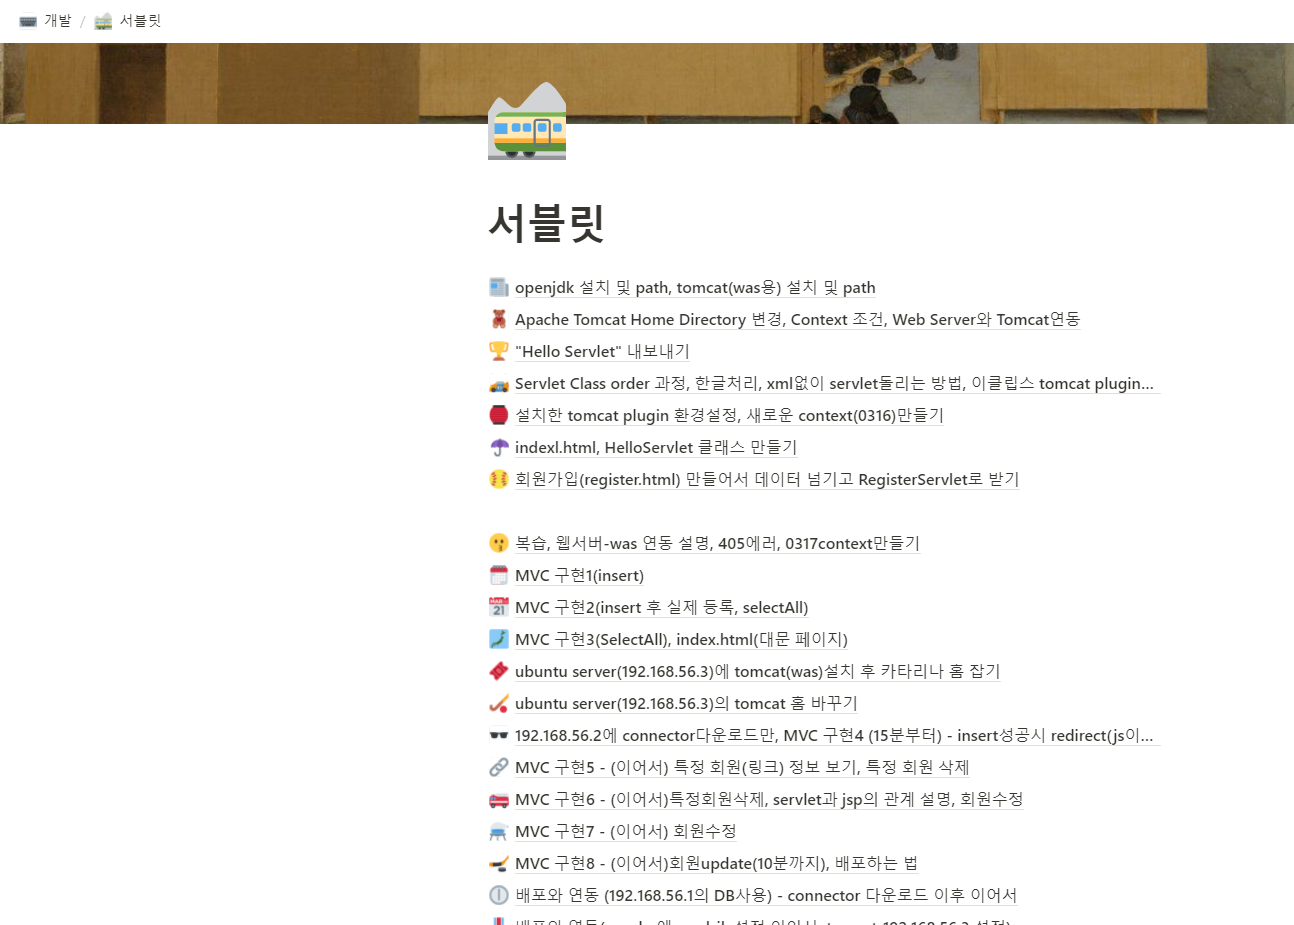 개발 / 서블릿
서블릿
openjdk 설치 및 path, tomcat(was용) 설치 및 path
Apache Tomcat Home Directory 변경, Context 조건, Web Server와 Tomcat연동
"Hello Servlet" 내보내기
Servlet Class order 과정, 한글처리, xml없이 servlet돌리는 방법, 이클립스 tomcat plugin...
설치한 tomcat plugin 환경설정, 새로운 context(0316)만들기
indexl.html, HelloServlet 클래스 만들기
회원가입(register.html) 만들어서 데이터 넘기고 RegisterServlet로 받기
복습, 웹서버-was 연동 설명, 405에러, 0317context만들기
MVC 구현1(insert)
MVC 구현2(insert 후 실제 등록, selectAll)
MVC 구현3(SelectAll), index.html(대문 페이지)
ubuntu server(192.168.56.3)에 tomcat(was)설치 후 카타리나 홈 잡기
ubuntu server(192.168.56.3)의 tomcat 홈 바꾸기
192.168.56.2에 connector다운로드만, MVC 구현4 (15분부터) - insert성공시 redirect(js이...
MVC 구현5 - (이어서) 특정 회원(링크) 정보 보기, 특정 회원 삭제
MVC 구현6 - (이어서)특정회원삭제, servlet과 jsp의 관계 설명, 회원수정
MVC 구현7 - (이어서) 회원수정
MVC 구현8 - (이어서)회원update(10분까지), 배포하는 법
배포와 연동 (192.168.56.1의 DB사용) - connector 다운로드 이후 이어서